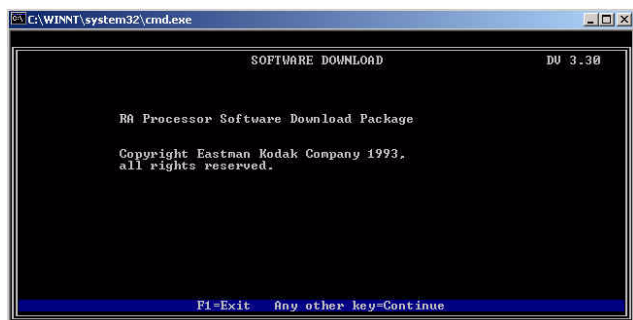 C:\WINNT\system32\cmd.exe
SOFTWARE DOWNLOAD DV 3.30
RA Processor Software Download Package
Copyright Eastman Kodak Company 1993,
all rights reserved.
F1=Exit Any other key=Continue